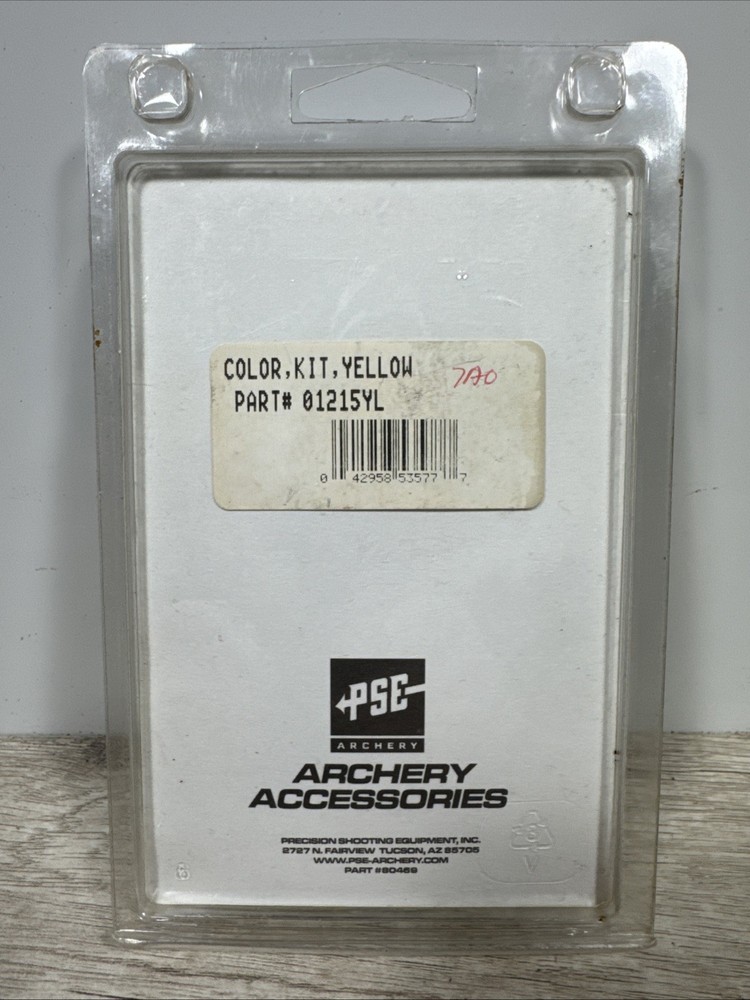 COLOR,KIT,YELLOW
7A0
PART# 01215YL
0 42958 53577 7
PSE
ARCHERY
ARCHERY
ACCESSORIES
PRECISION SHOOTING EQUIPMENT, INC.
2727 N. FAIRVIEW TUCSON, AZ 85705
WWW.PSE-ARCHERY.COM
PART #80469